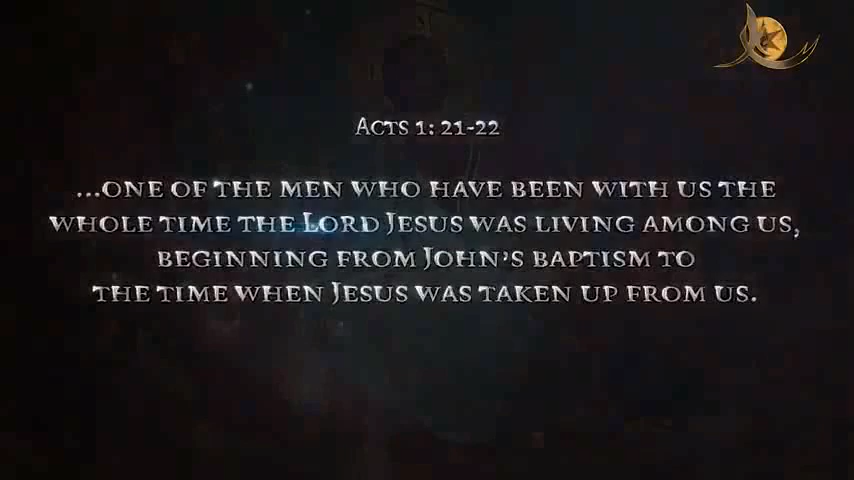 Acts 1: 21-22
...one of the men who have been with us the
whole time the Lord Jesus was living among us,
beginning from John's baptism to
the time when Jesus was taken up from us.